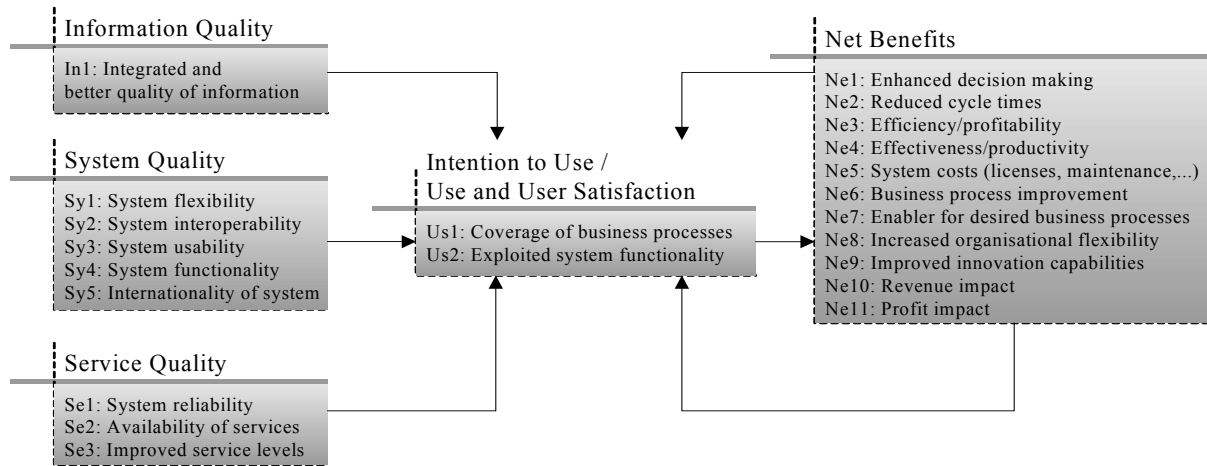 Information Quality
In1: Integrated and
better quality of information
System Quality
Sy1: System flexibility
Sy2: System interoperability
Sy3: System usability
Sy4: System functionality
Sy5: Internationality of system
Service Quality
Se1: System reliability
Se2: Availability of services
Se3: Improved service levels
Intention to Use /
Use and User Satisfaction
Us1: Coverage of business processes
Us2: Exploited system functionality
Net Benefits
Ne1: Enhanced decision making
Ne2: Reduced cycle times
Ne3: Efficiency/profitability
Ne4: Effectiveness/productivity
Ne5: System costs (licenses, maintenance,...)
Ne6: Business process improvement
Ne7: Enabler for desired business processes
Ne8: Increased organisational flexibility
Ne9: Improved innovation capabilities
Ne10: Revenue impact
Ne11: Profit impact